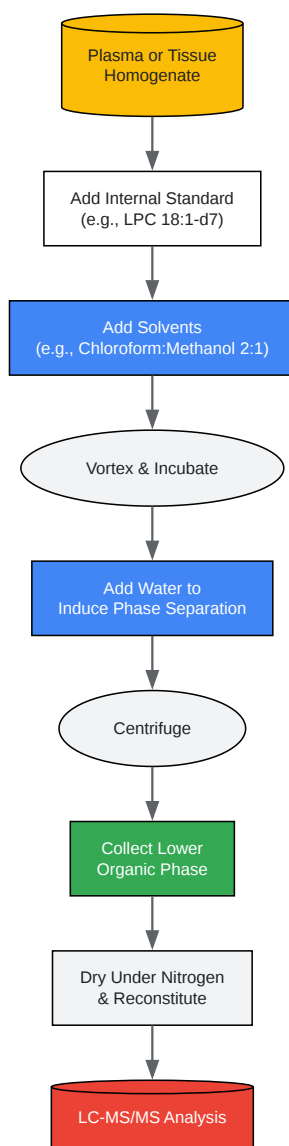 Plasma or Tissue
Homogenate
Add Internal Standard
(e.g., LPC 18:1-d7)
Add Solvents
(e.g., Chloroform:Methanol 2:1)
Vortex & Incubate
Add Water to
Induce Phase Separation
Centrifuge
Collect Lower
Organic Phase
Dry Under Nitrogen
& Reconstitute
LC-MS/MS Analysis